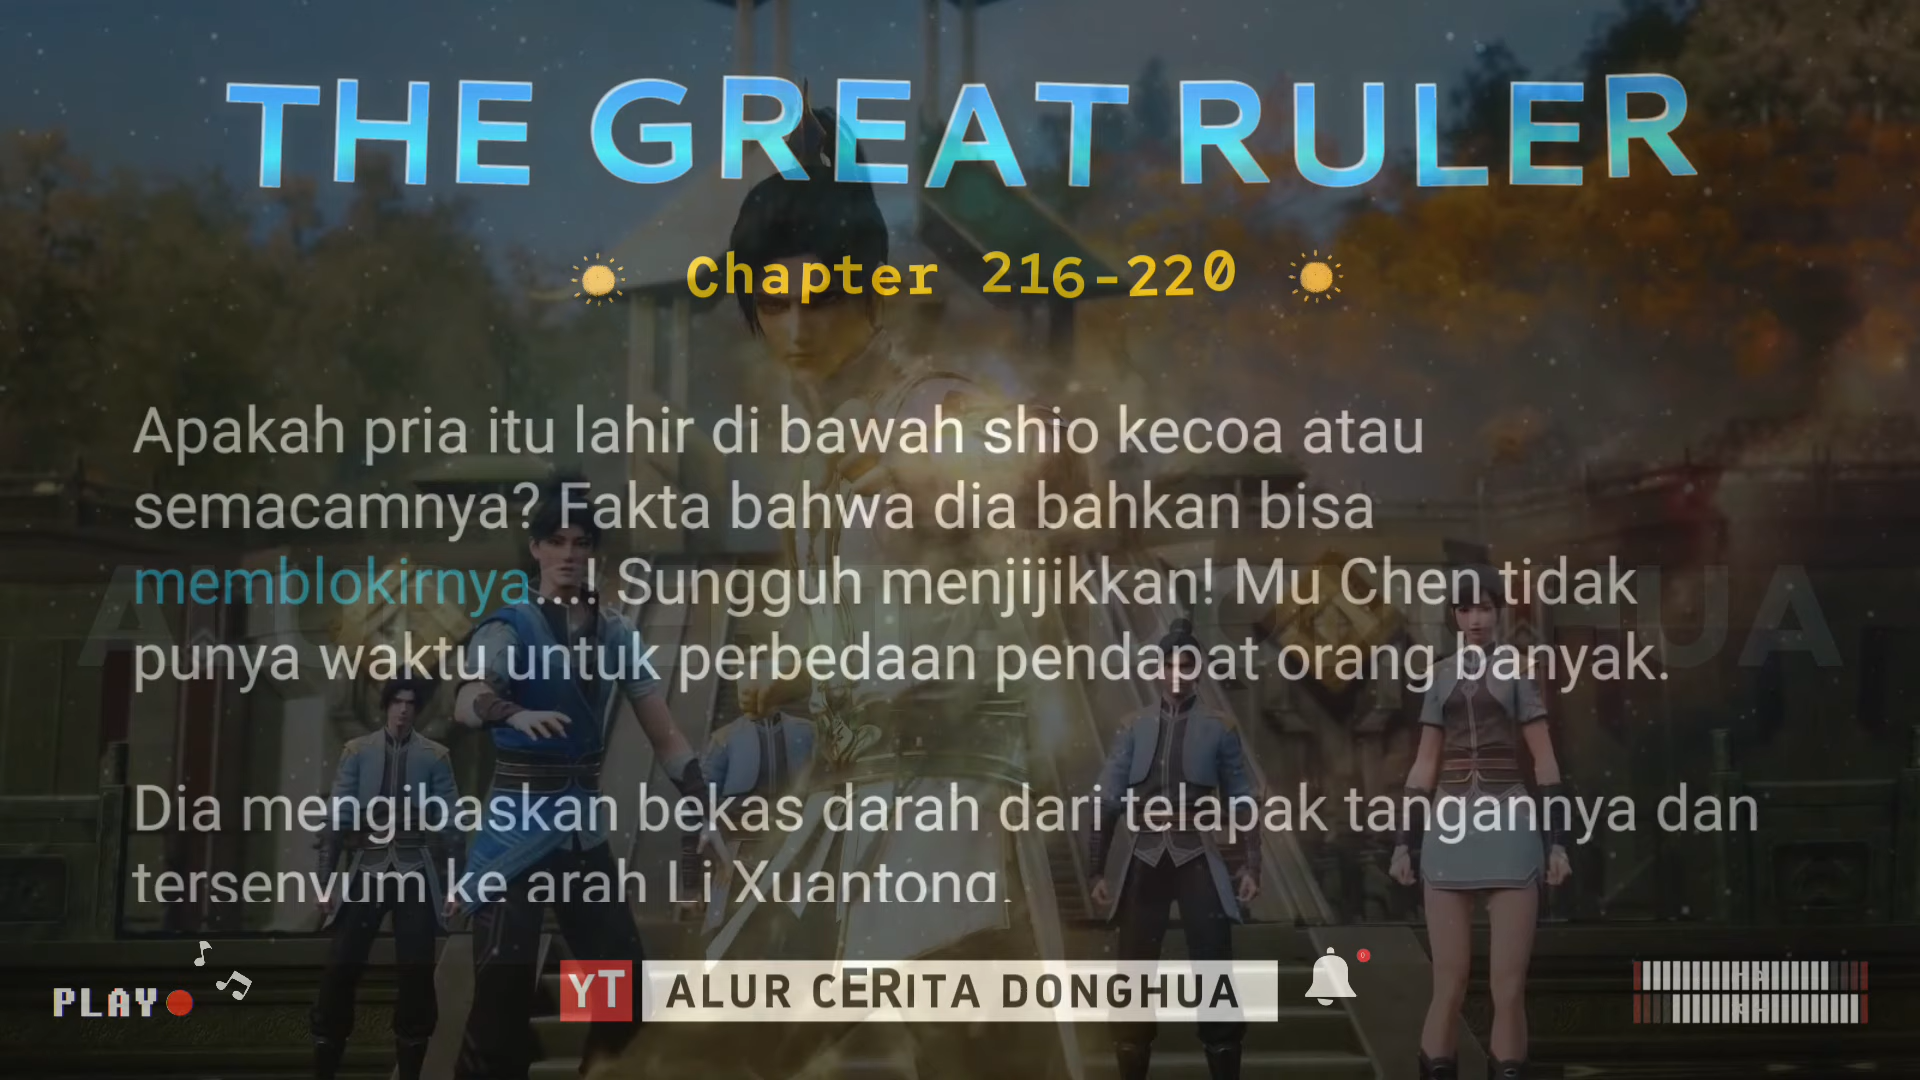 THE GREAT RULER
Chapter 216-220
Apakah pria itu lahir di bawah shio kecoa atau
semacamnya? Fakta bahwa dia bahkan bisa
memblokirnya...! Sungguh menjijikkan! Mu Chen tidak
punya waktu untuk perbedaan pendapat orang banyak.
Dia mengibaskan bekas darah dari telapak tangannya dan
tersenyum ke arah Li Xuantong.
PLAY
YT ALUR CERITA DONGHUA